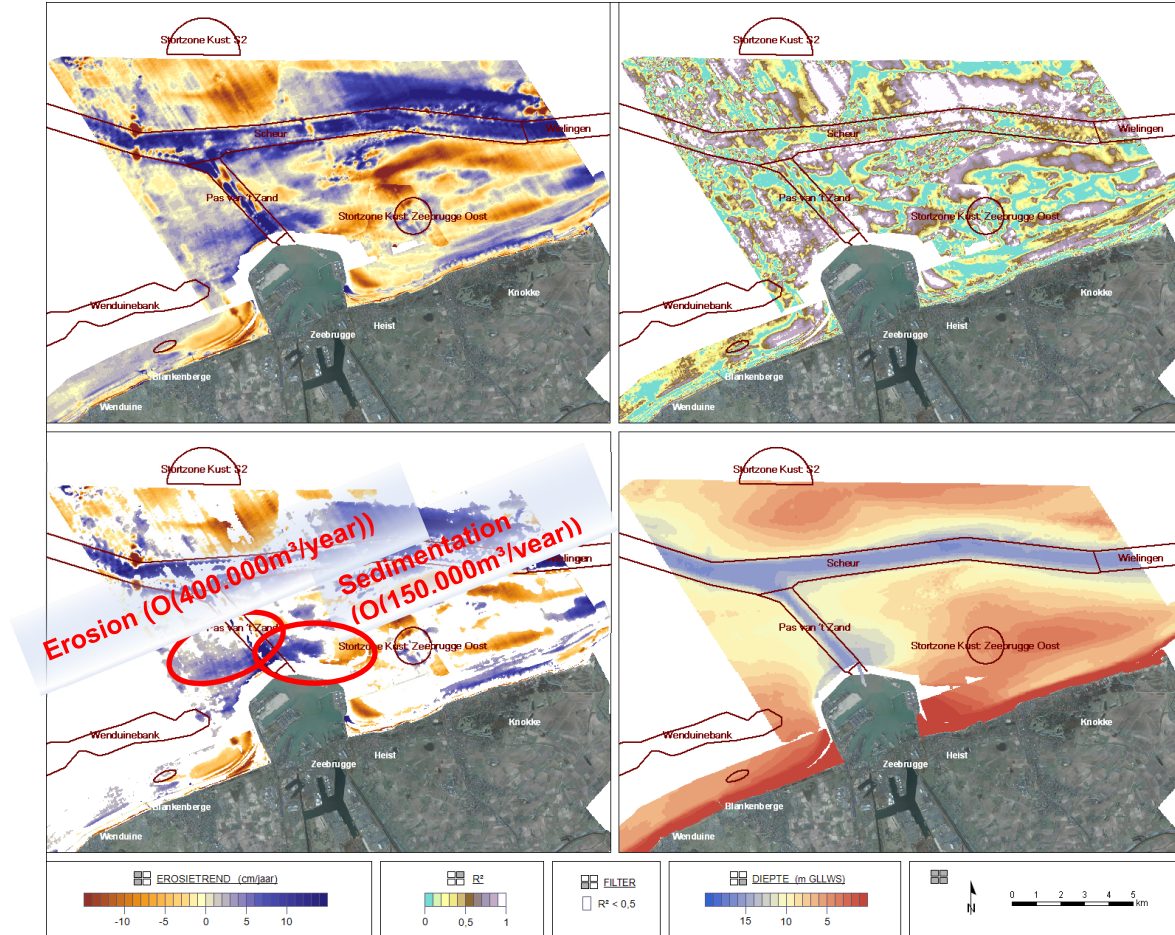 Stortzone Kust: S2
Scheur
Wielingen
Pas van 't Zand
Stortzone Kust: Zeebrugge Oost
Wenduinebank
Knokke
Heist
Zeebrugge
Blankenberge
Wenduine
Stortzone Kust: S2
Scheur
Wielingen
Pas van 't Zand
Stortzone Kust: Zeebrugge Oost
Wenduinebank
Knokke
Heist
Zeebrugge
Blankenberge
Wenduine
Stortzone Kust: S2
Erosion (O(400.000m³/year))
Sedimentation
(O(150.000m³/year))
Wielingen
Pas van 't Zand
Stortzone Kust: Zeebrugge Oost
Wenduinebank
Knokke
Heist
Zeebrugge
Blankenberge
Wenduine
Stortzone Kust: S2
Scheur
Wielingen
Pas van 't Zand
Stortzone Kust: Zeebrugge Oost
Wenduinebank
Knokke
Heist
Zeebrugge
Blankenberge
Wenduine
EROSIETREND (cm/jaar)
-10 -5 0 5 10
R²
0 0,5 1
FILTER
R² < 0,5
DIEPTE (m GLLWS)
15 10 5
N
0 1 2 3 4 5
km